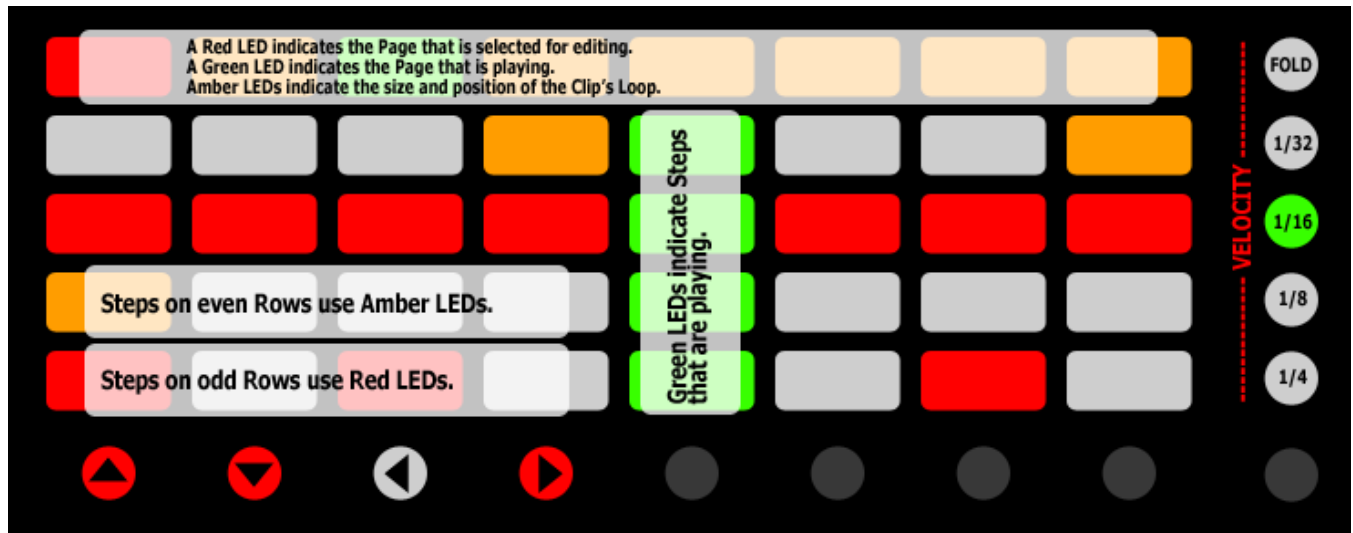 A Red LED indicates the Page that is selected for editing.
A Green LED indicates the Page that is playing.
Amber LEDs indicate the size and position of the Clip's Loop.
FOLD
1/32
Green LEDs indicate Steps
that are playing.
VELOCITY
1/16
Steps on even Rows use Amber LEDs.
1/8
Steps on odd Rows use Red LEDs.
1/4